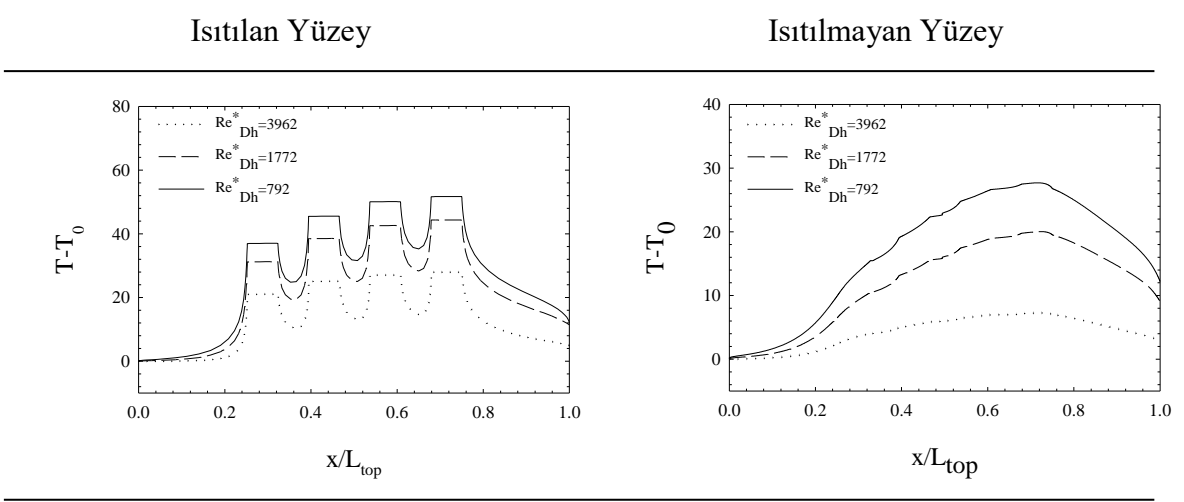 Isıtılan Yüzey
Isıtılmayan Yüzey
80
60
40
20
0
T-T0
Re*Dh=3962
Re*Dh=1772
Re*Dh=792
0.0 0.2 0.4 0.6 0.8 1.0
x/Ltop
40
30
20
10
0
T-T0
Re*Dh=3962
Re*Dh=1772
Re*Dh=792
0.0 0.2 0.4 0.6 0.8 1.0
x/Ltop